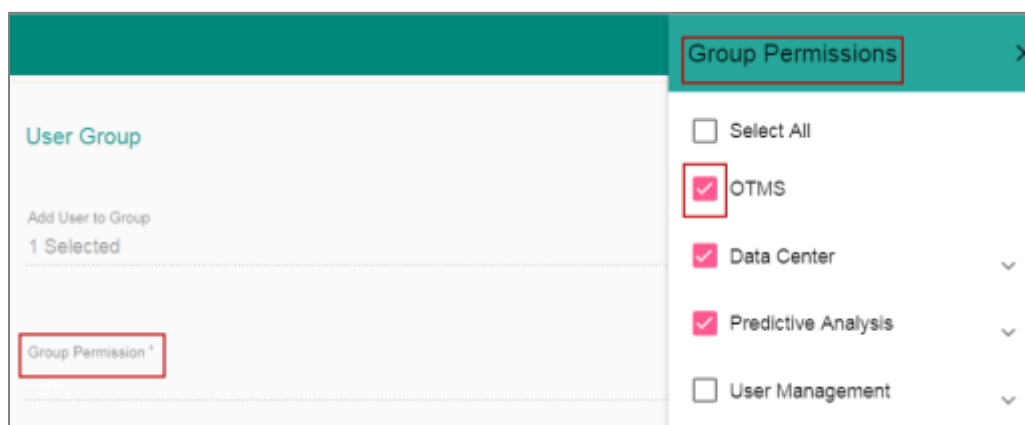 User Group
Add User to Group
1 Selected
Group Permission *
Group Permissions
Select All
OTMS
Data Center
Predictive Analysis
User Management